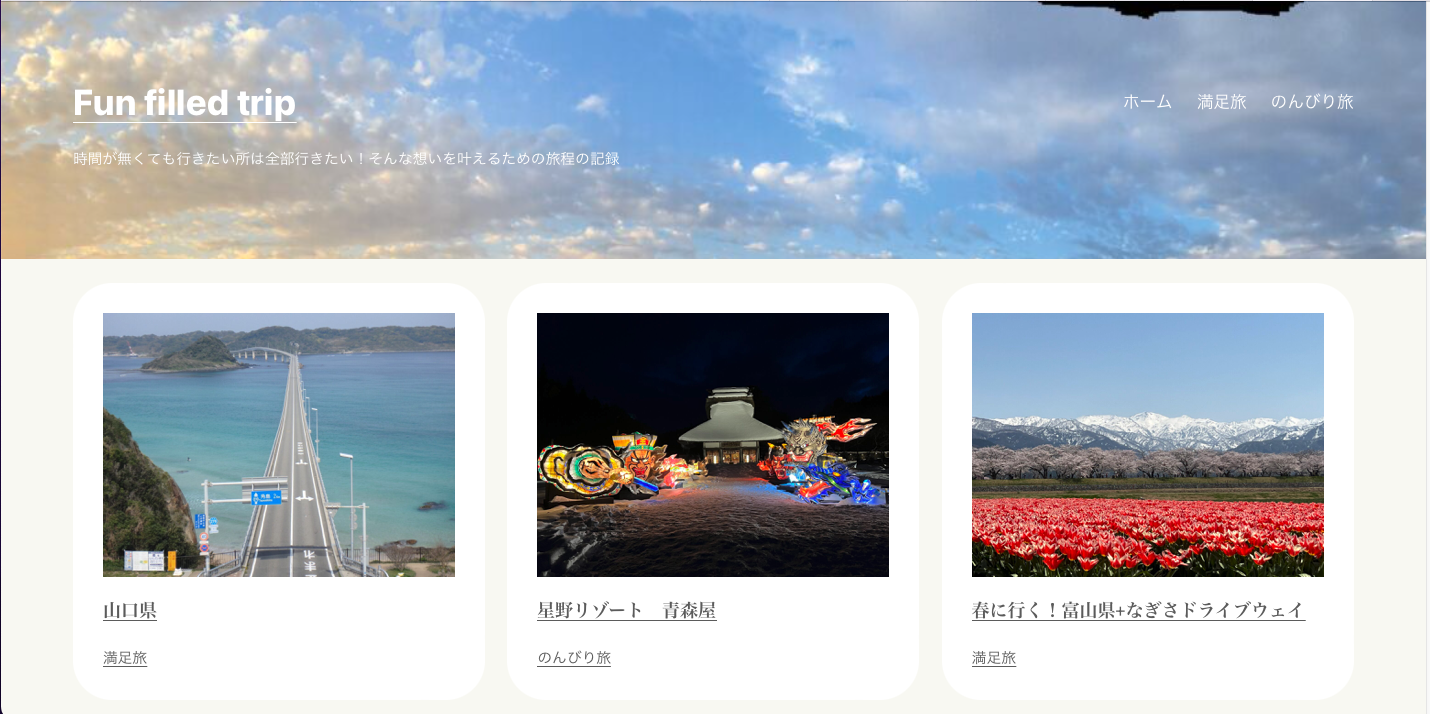 Fun filled trip
ホーム 満足旅 のんびり旅
時間が無くても行きたい所は全部行きたい！そんな想いを叶えるための旅程の記録
山口県
満足旅
星野リゾート　青森屋
のんびり旅
春に行く！富山県+なぎさドライブウェイ
満足旅